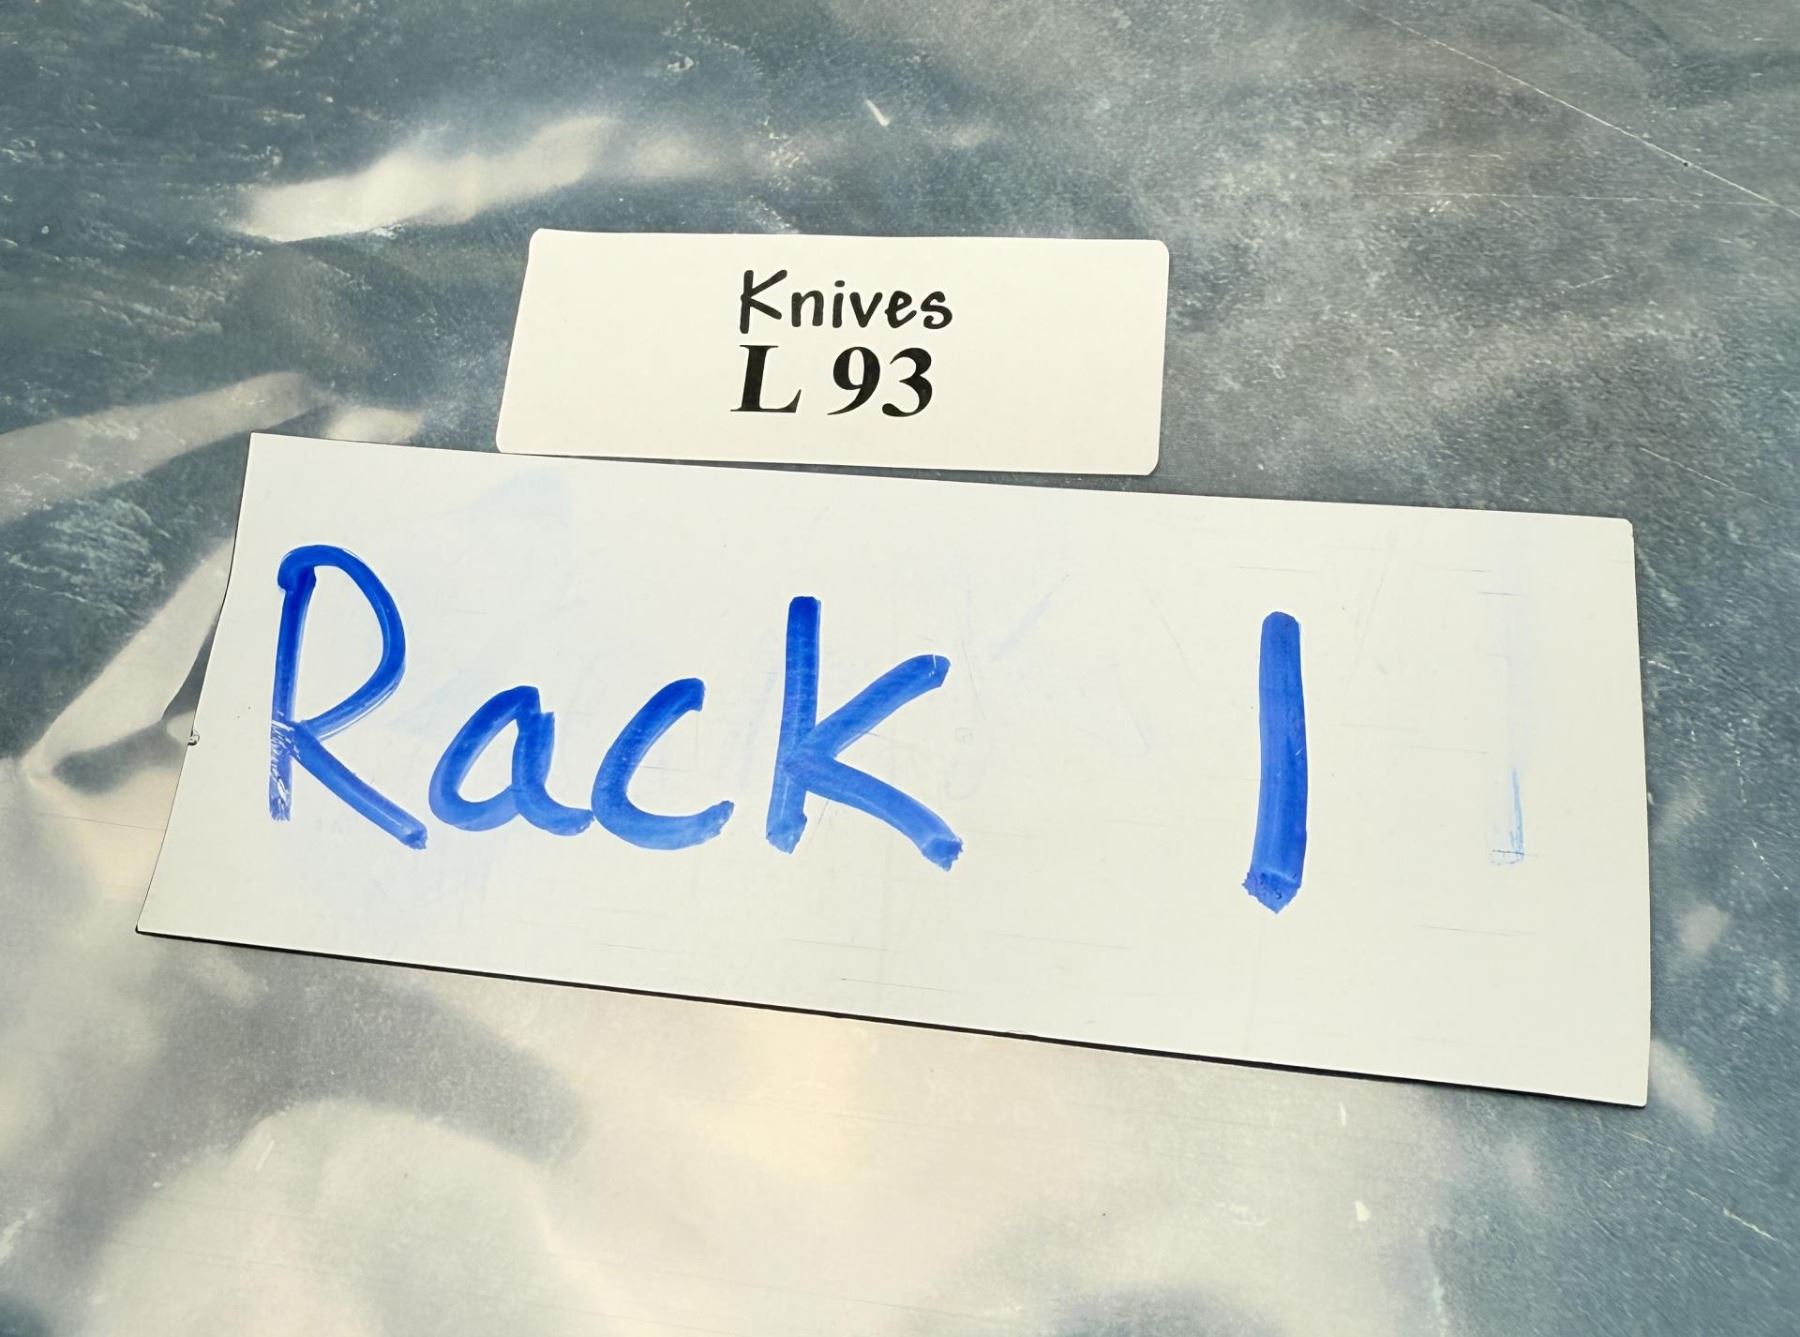 Knives
L 93
Rack 1